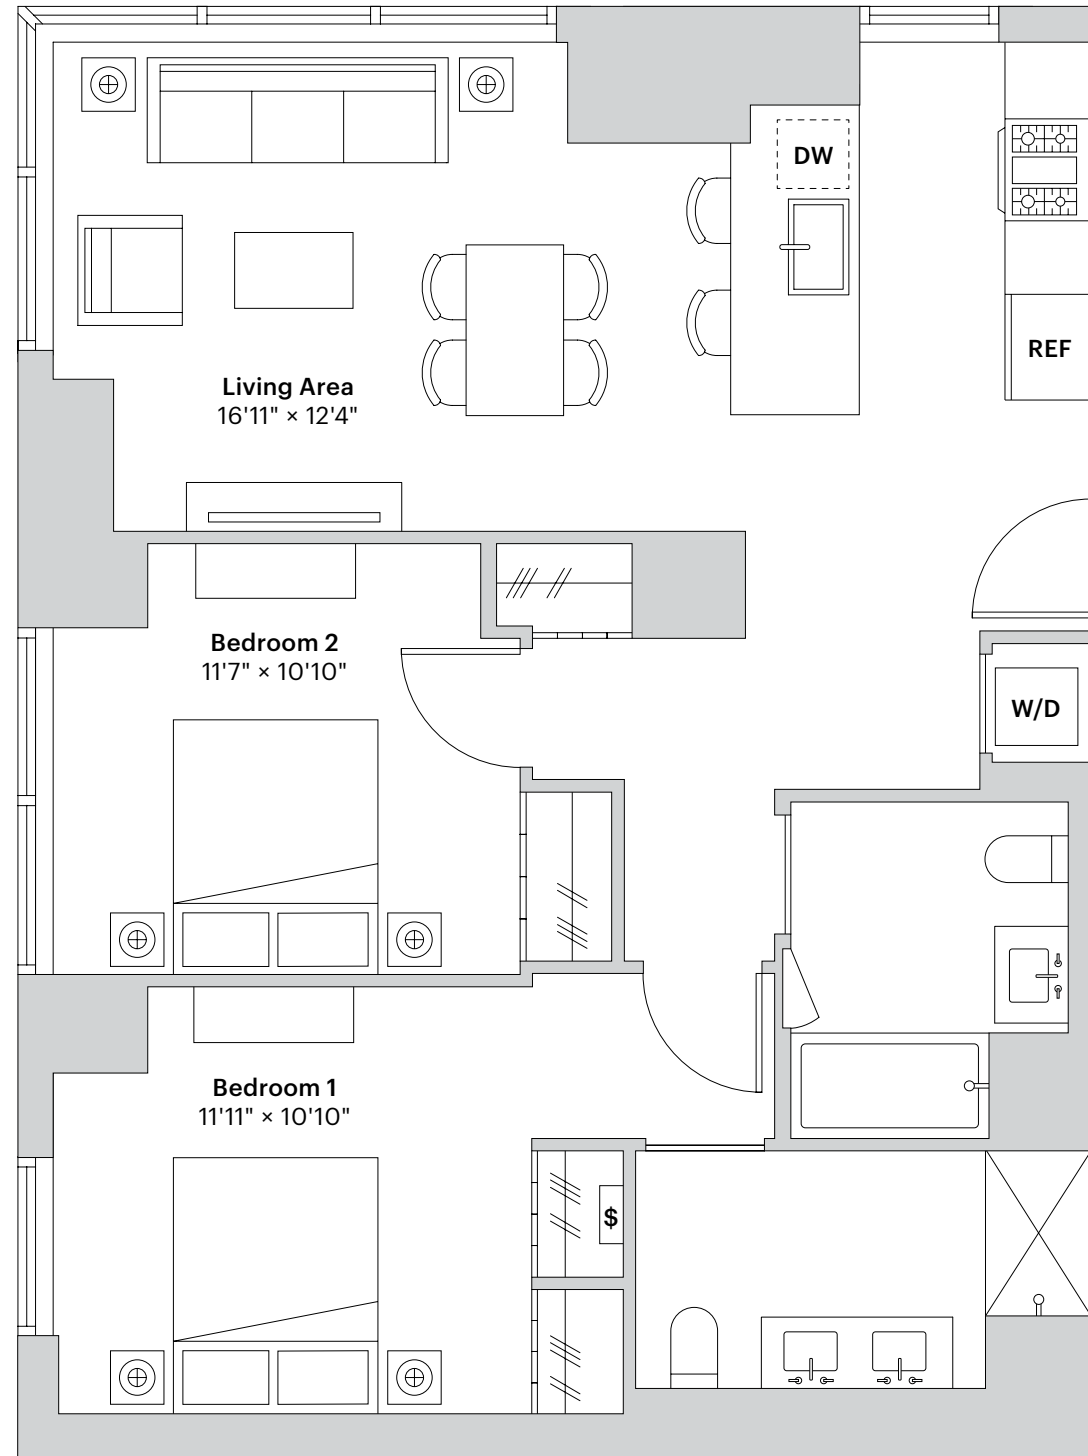 DW
REF
Living Area
16'11" × 12'4"
Bedroom 2
11'7" × 10'10"
W/D
Bedroom 1
11'11" × 10'10"
$